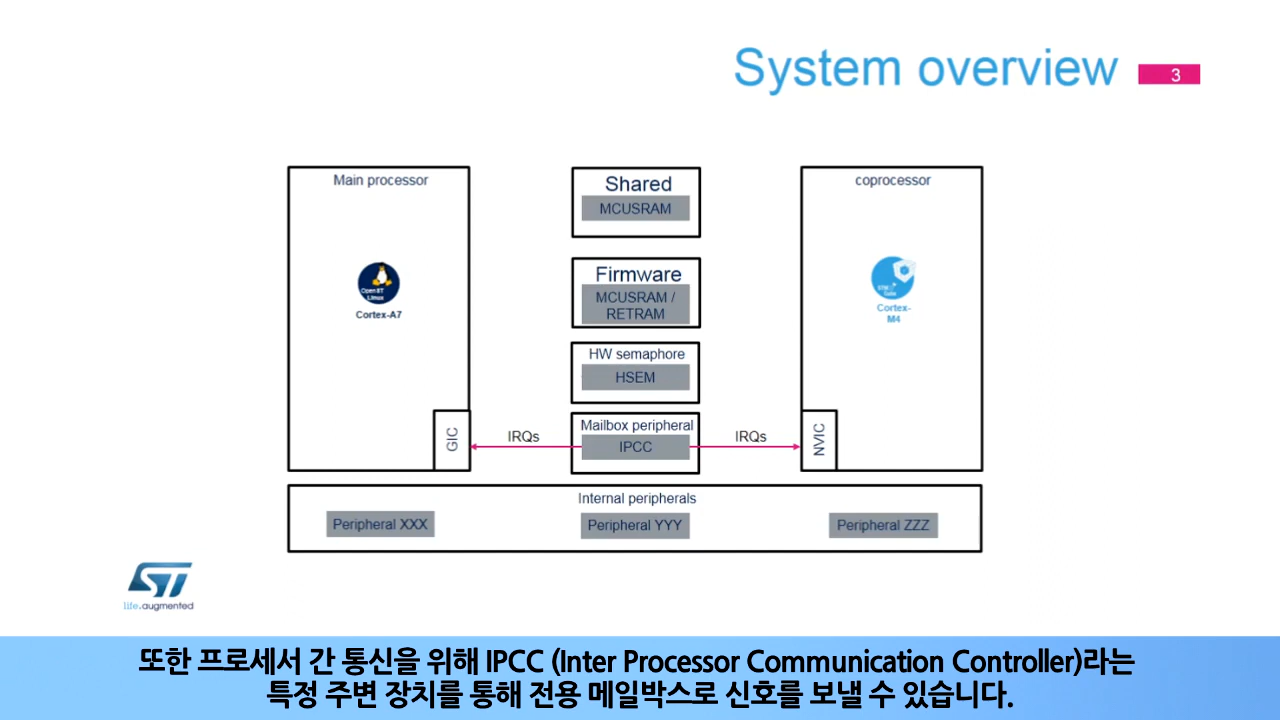 System overview
3
Main processor
Shared
MCUSRAM
coprocessor
Firmware
MCUSRAM /
RETRAM
OpenST
Linux
Cortex-A7
Cortex-
M4
HW semaphore
HSEM
Mailbox peripheral
IPCC
GIC
IRQs
IRQs
NVIC
Internal peripherals
Peripheral XXX
Peripheral YYY
Peripheral ZZZ
ST
life.augmented
또한 프로세서 간 통신을 위해 IPCC (Inter Processor Communication Controller)라는
특정 주변 장치를 통해 전용 메일박스로 신호를 보낼 수 있습니다.